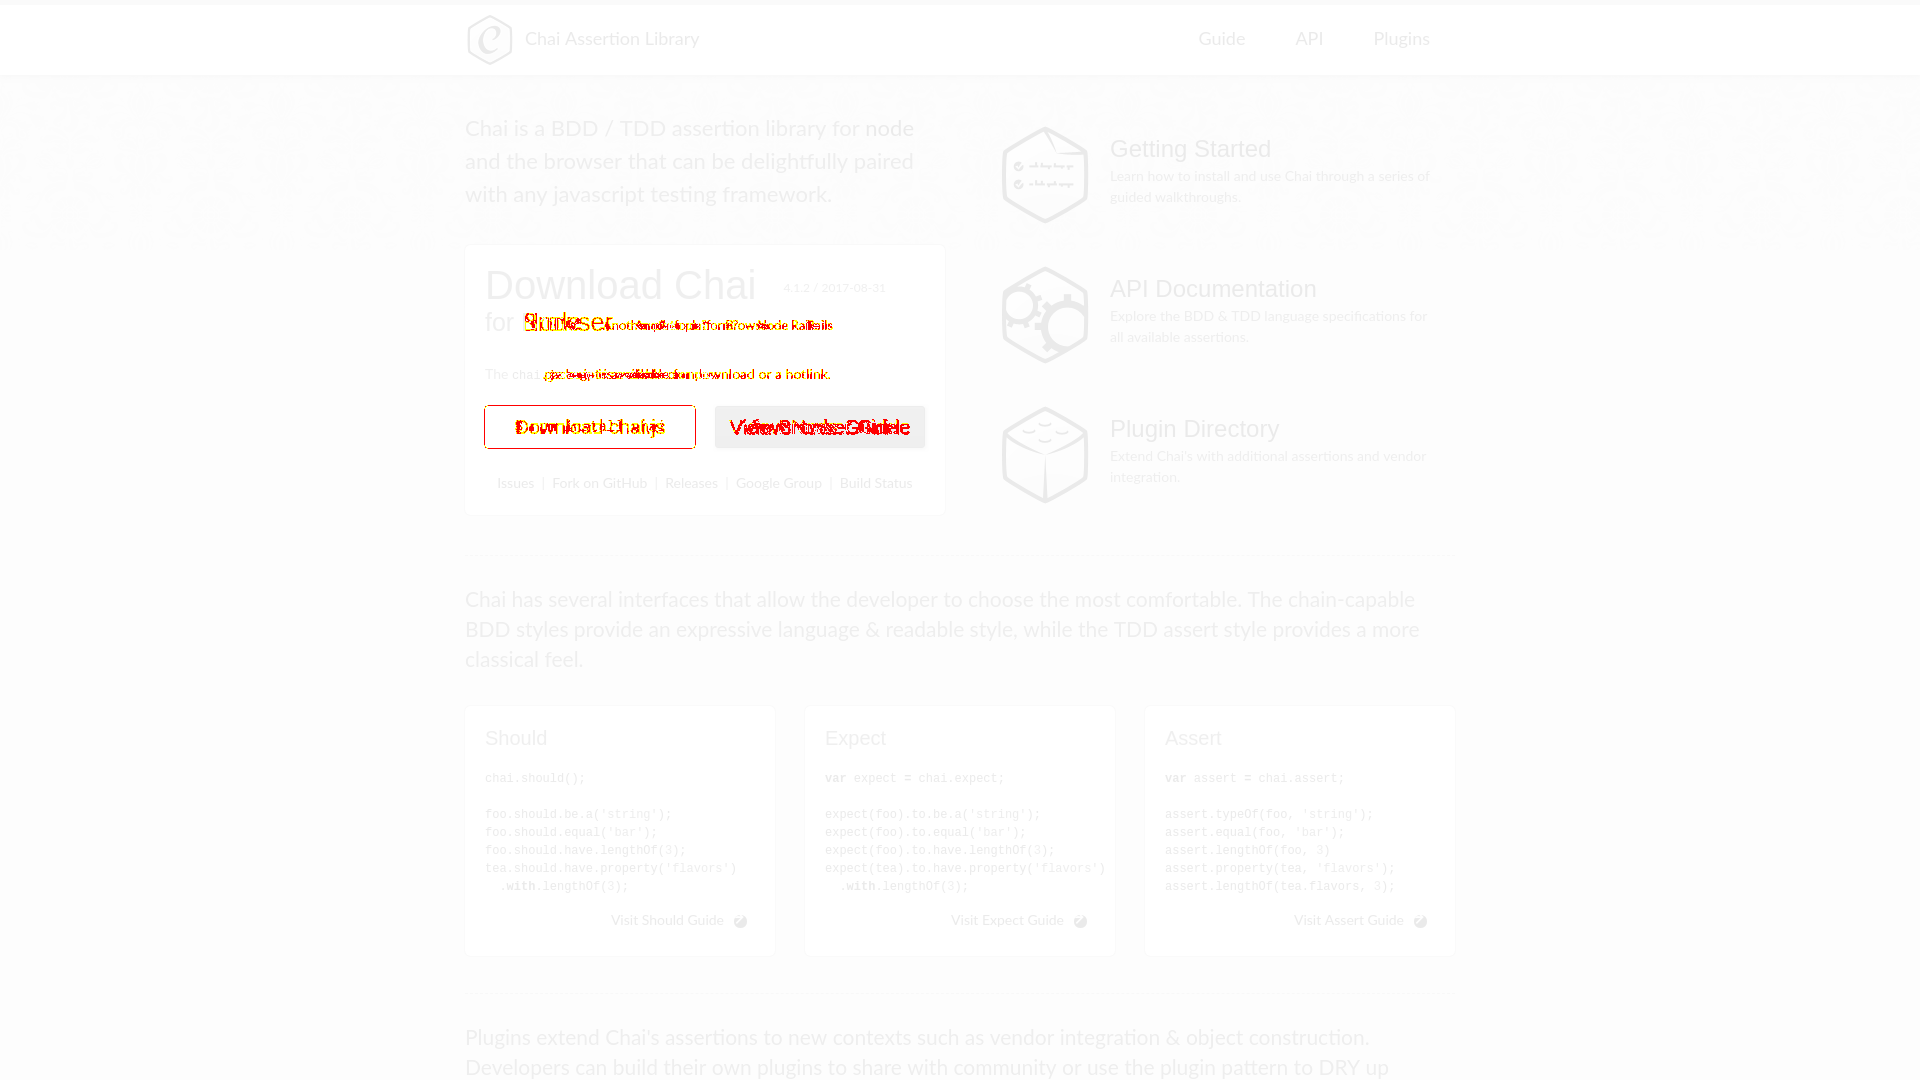 Chai Assertion Library
Guide
API
Plugins
Chai is a BDD / TDD assertion library for node
and the browser that can be delightfully paired
with any javascript testing framework.
Getting Started
Learn how to install and use Chai through a series of
guided walkthroughs.
Download Chai 4.1.2 / 2017-08-31
for
The chai
download or a hotlink.
API Documentation
Explore the BDD & TDD language specifications for
all available assertions.
Plugin Directory
Extend Chai's with additional assertions and vendor
integration.
Issues | Fork on GitHub | Releases | Google Group | Build Status
Chai has several interfaces that allow the developer to choose the most comfortable. The chain-capable
BDD styles provide an expressive language & readable style, while the TDD assert style provides a more
classical feel.
Should
chai.should();
foo.should.be.a('string');
foo.should.equal('bar');
foo.should.have.lengthOf(3);
tea.should.have.property('flavors')
.with.lengthOf(3);
Visit Should Guide
Expect
var expect = chai.expect;
expect(foo).to.be.a('string');
expect(foo).to.equal('bar');
expect(foo).to.have.lengthOf(3);
expect(tea).to.have.property('flavors')
.with.lengthOf(3);
Visit Expect Guide
Assert
var assert = chai.assert;
assert.typeOf(foo, 'string');
assert.equal(foo, 'bar');
assert.lengthOf(foo, 3)
assert.property(tea, 'flavors');
assert.lengthOf(tea.flavors, 3);
Visit Assert Guide
Plugins extend Chai's assertions to new contexts such as vendor integration & object construction.
Developers can build their own plugins to share with community or use the plugin pattern to DRY up